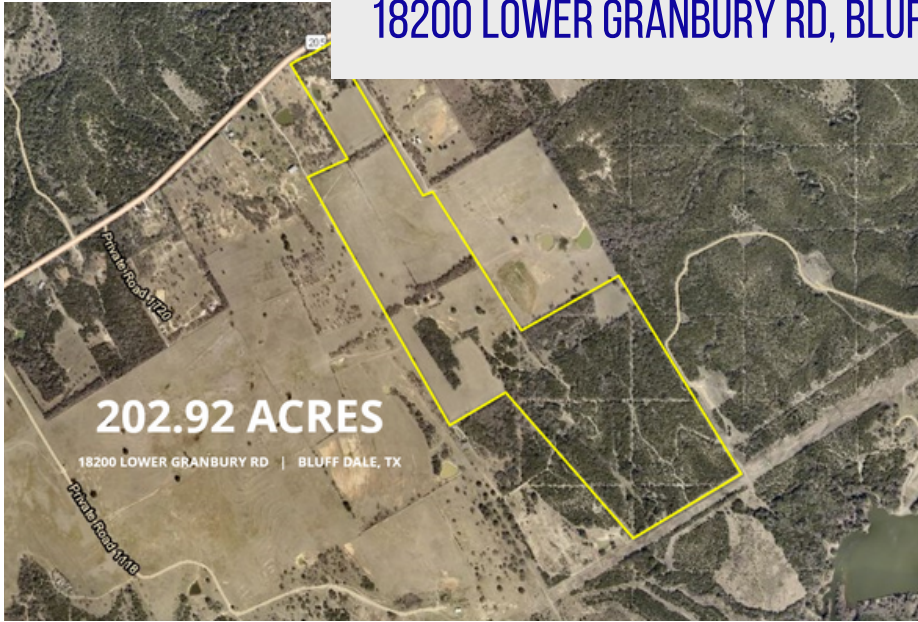 18200 LOWER GRANBURY RD, BLUF
205
Private Road 1720
202.92 ACRES
18200 LOWER GRANBURY RD | BLUFF DALE, TX
Private Road 1118